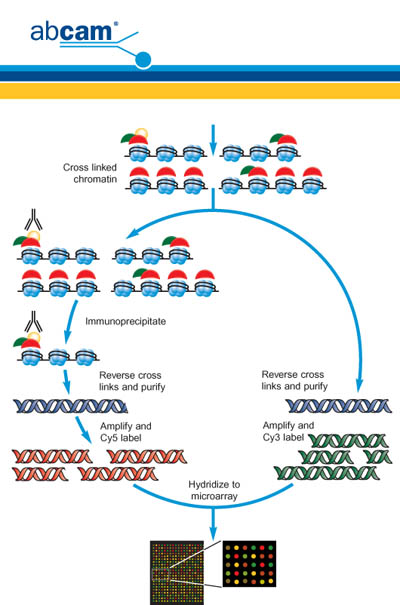 abcam®
Cross linked
chromatin
Immunoprecipitate
Reverse cross
links and purify
Reverse cross
links and purify
Amplify and
Cy5 label
Amplify and
Cy3 label
Hydridize to
microarray